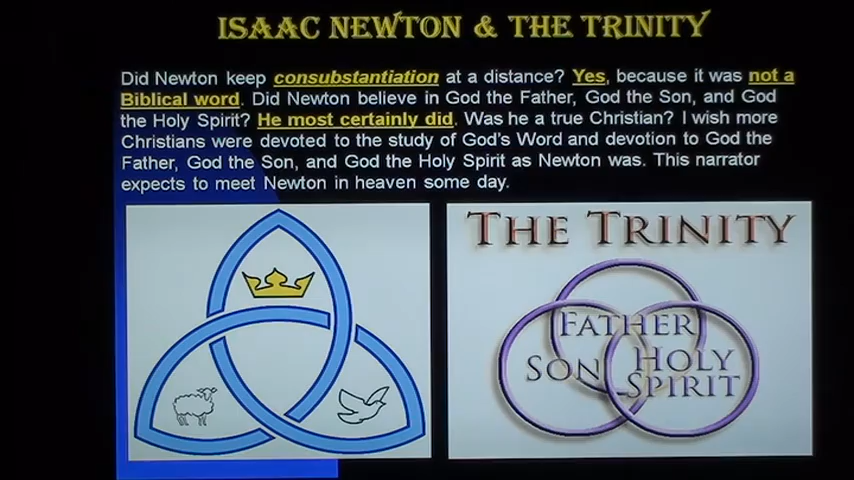 ISAAC NEWTON & THE TRINITY
Did Newton keep consubstantiation at a distance? Yes, because it was not a
Biblical word. Did Newton believe in God the Father, God the Son, and God
the Holy Spirit? He most certainly did. Was he a true Christian? I wish more
Christians were devoted to the study of God's Word and devotion to God the
Father, God the Son, and God the Holy Spirit as Newton was. This narrator
expects to meet Newton in heaven some day.
THE TRINITY
FATHER
SON HOLY
SPIRIT